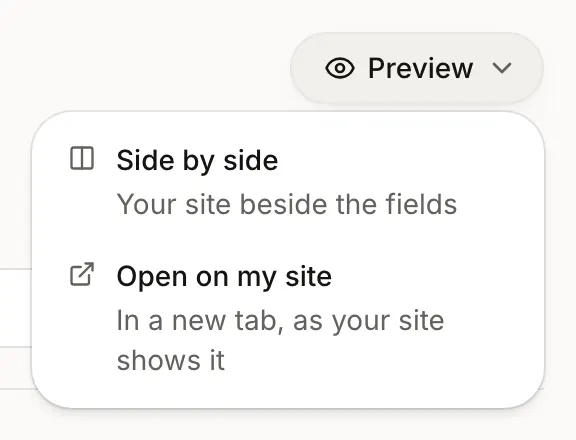 Preview
Side by side
Your site beside the fields
Open on my site
In a new tab, as your site
shows it